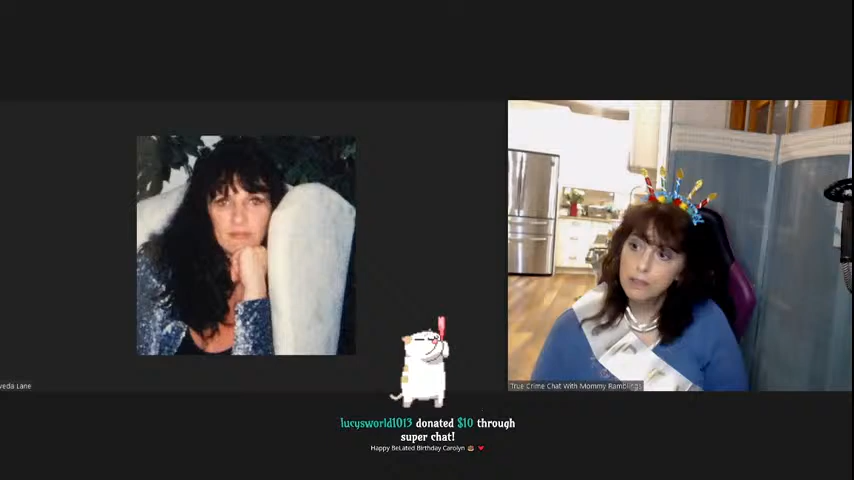 veda Lane
True Crime Chat With Mommy Ramblings
lucysworld1013 donated $10 through
super chat!
Happy BeLated Birthday Carolyn